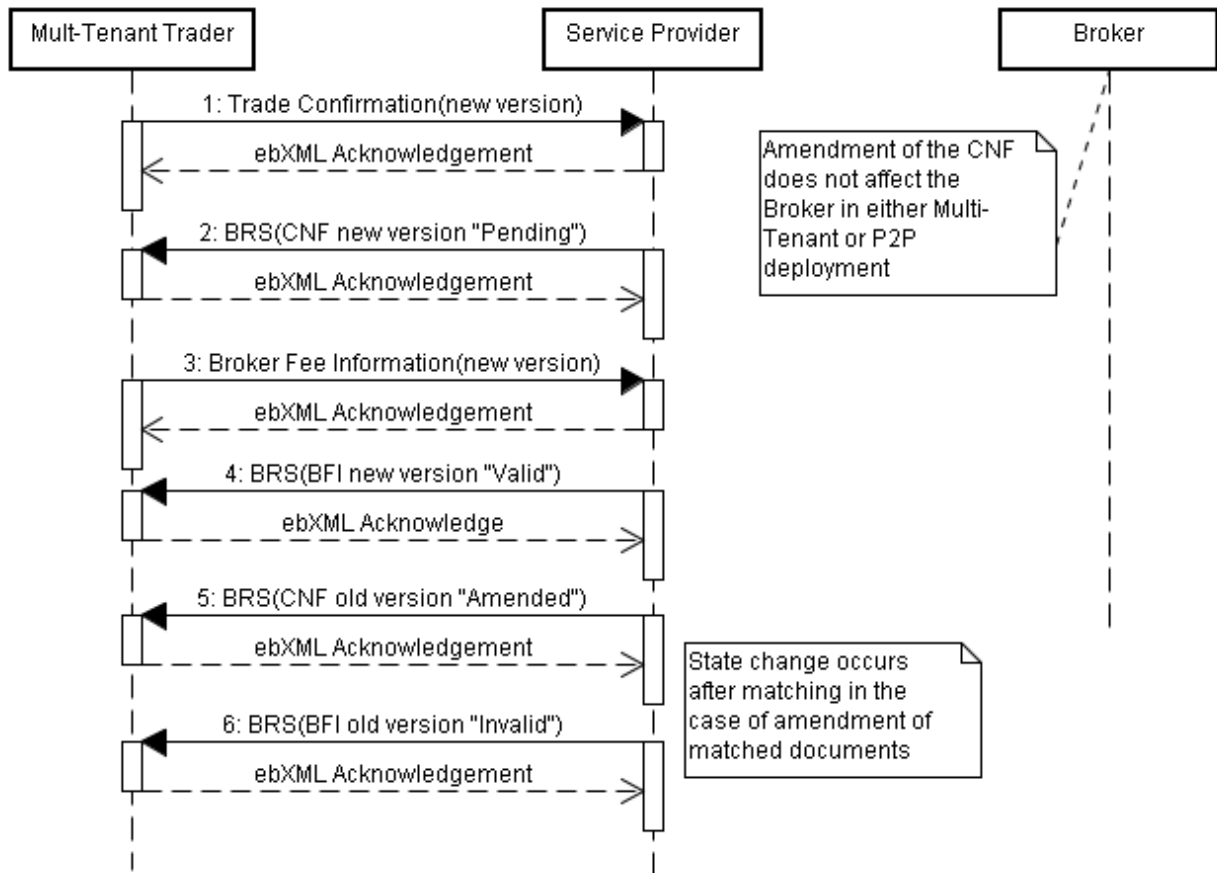 Mult-Tenant Trader
Service Provider
Broker
1: Trade Confirmation(new version)
ebXML Acknowledgement
Amendment of the CNF
does not affect the
Broker in either Multi-
Tenant or P2P
deployment
2: BRS(CNF new version "Pending")
ebXML Acknowledgement
3: Broker Fee Information(new version)
ebXML Acknowledgement
4: BRS(BFI new version "Valid")
ebXML Acknowledge
5: BRS(CNF old version "Amended")
ebXML Acknowledgement
State change occurs
after matching in the
case of amendment of
matched documents
6: BRS(BFI old version "Invalid")
ebXML Acknowledgement